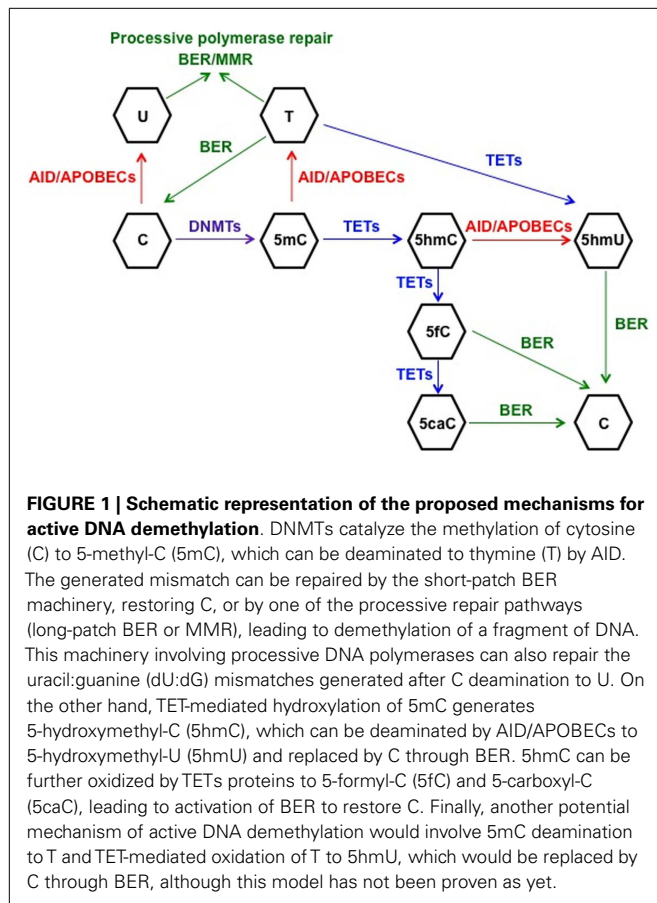 Processive polymerase repair
BER/MMR
U
T
BER
TETs
AID/APOBECs
AID/APOBECs
C
DNMTs
5mC
TETs
5hmC
AID/APOBECs
5hmU
TETs
5fC
BER
BER
TETs
5caC
BER
C
FIGURE 1 | Schematic representation of the proposed mechanisms for
active DNA demethylation. DNMTs catalyze the methylation of cytosine
(C) to 5-methyl-C (5mC), which can be deaminated to thymine (T) by AID.
The generated mismatch can be repaired by the short-patch BER
machinery, restoring C, or by one of the processive repair pathways
(long-patch BER or MMR), leading to demethylation of a fragment of DNA.
This machinery involving processive DNA polymerases can also repair the
uracil:guanine (dU:dG) mismatches generated after C deamination to U. On
the other hand, TET-mediated hydroxylation of 5mC generates
5-hydroxymethyl-C (5hmC), which can be deaminated by AID/APOBECs to
5-hydroxymethyl-U (5hmU) and replaced by C through BER. 5hmC can be
further oxidized by TETs proteins to 5-formyl-C (5fC) and 5-carboxyl-C
(5caC), leading to activation of BER to restore C. Finally, another potential
mechanism of active DNA demethylation would involve 5mC deamination
to T and TET-mediated oxidation of T to 5hmU, which would be replaced by
C through BER, although this model has not been proven as yet.